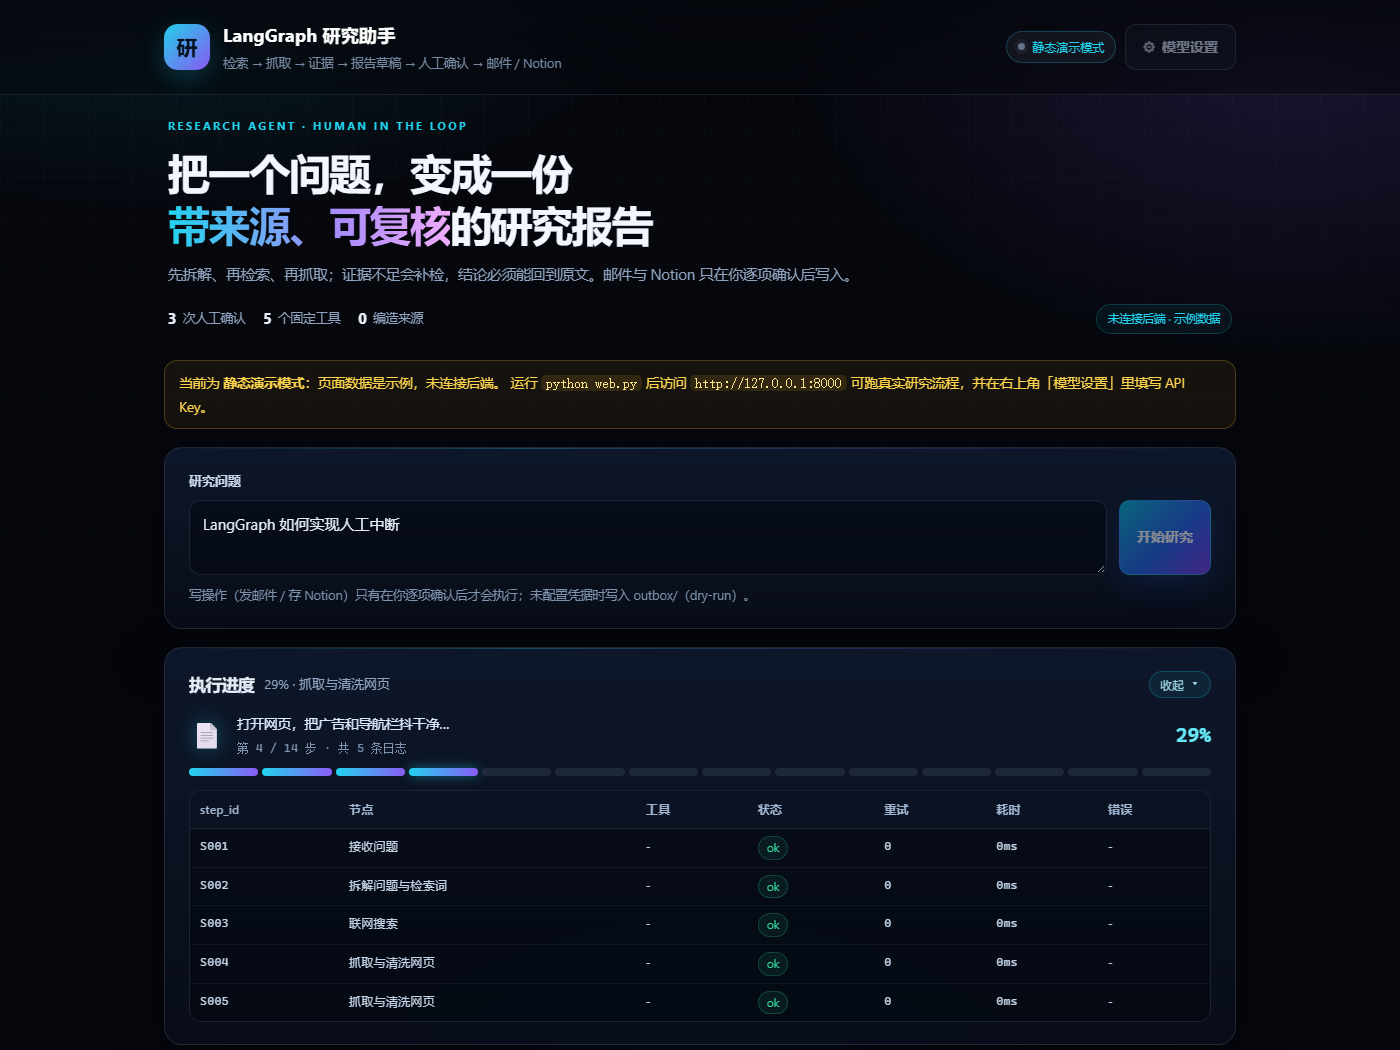 研
LangGraph 研究助手
检索 → 抓取 → 证据 → 报告草稿 → 人工确认 → 邮件 / Notion
静态演示模式
⚙ 模型设置
RESEARCH AGENT · HUMAN IN THE LOOP
把一个问题，变成一份
带来源、可复核的研究报告
先拆解、再检索、再抓取；证据不足会补检，结论必须能回到原文。邮件与 Notion 只在你逐项确认后写入。
3 次人工确认 5 个固定工具 0 编造来源
未连接后端 · 示例数据
当前为 静态演示模式：页面数据是示例，未连接后端。 运行 python web.py 后访问 http://127.0.0.1:8000 可跑真实研究流程，并在右上角「模型设置」里填写 API
Key。
研究问题
LangGraph 如何实现人工中断
开始研究
写操作（发邮件 / 存 Notion）只有在你逐项确认后才会执行；未配置凭据时写入 outbox/（dry-run）。
执行进度 29% · 抓取与清洗网页
收起
打开网页，把广告和导航栏抖干净...
第 4 / 14 步 · 共 5 条日志
29%
step_id 节点 工具 状态 重试 耗时 错误
S001 接收问题 - ok 0 0ms -
S002 拆解问题与检索词 - ok 0 0ms -
S003 联网搜索 - ok 0 0ms -
S004 抓取与清洗网页 - ok 0 0ms -
S005 抓取与清洗网页 - ok 0 0ms -